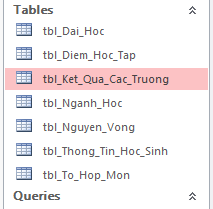 Tables
tbl_Dai_Hoc
tbl_Diem_Hoc_Tap
tbl_Ket_Qua_Cac_Truong
tbl_Nganh_Hoc
tbl_Nguyen_Vong
tbl_Thong_Tin_Hoc_Sinh
tbl_To_Hop_Mon
Queries